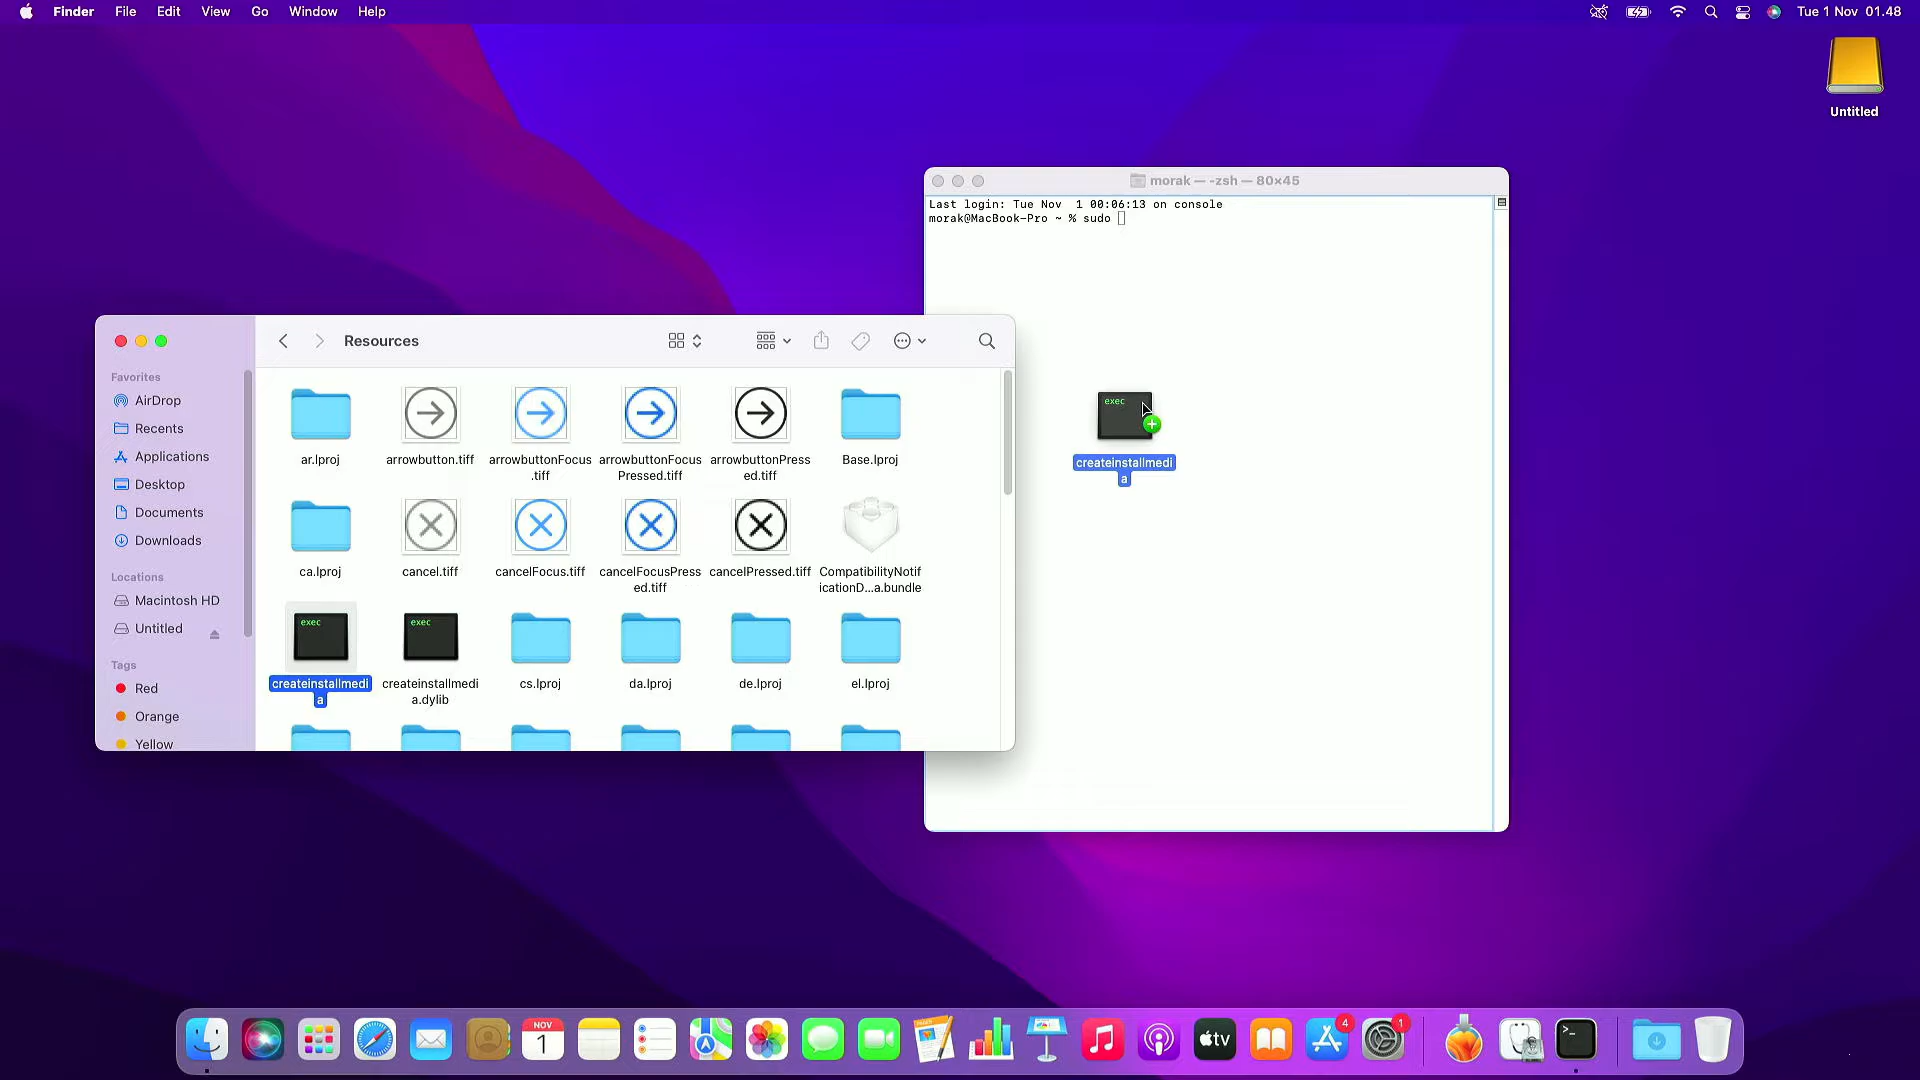 Finder File Edit View Go Window Help
Tue 1 Nov 01.48
Untitled
morak — -zsh — 80×45
Last login: Tue Nov  1 00:06:13 on console
morak@MacBook-Pro ~ % sudo
exec
createinstallmedi
a
Resources
Favorites
AirDrop
Recents
Applications
Desktop
Documents
Downloads
Locations
Macintosh HD
Untitled
Tags
Red
Orange
Yellow
ar.lproj
arrowbutton.tiff
arrowbuttonFocus
.tiff
arrowbuttonFocus
Pressed.tiff
arrowbuttonPress
ed.tiff
Base.lproj
ca.lproj
cancel.tiff
cancelFocus.tiff
cancelFocusPress
ed.tiff
cancelPressed.tiff
CompatibilityNotif
icationD...a.bundle
exec
createinstallmedi
a
exec
createinstallmedi
a.dylib
cs.lproj
da.lproj
de.lproj
el.lproj
NOV
1
tv
4
1